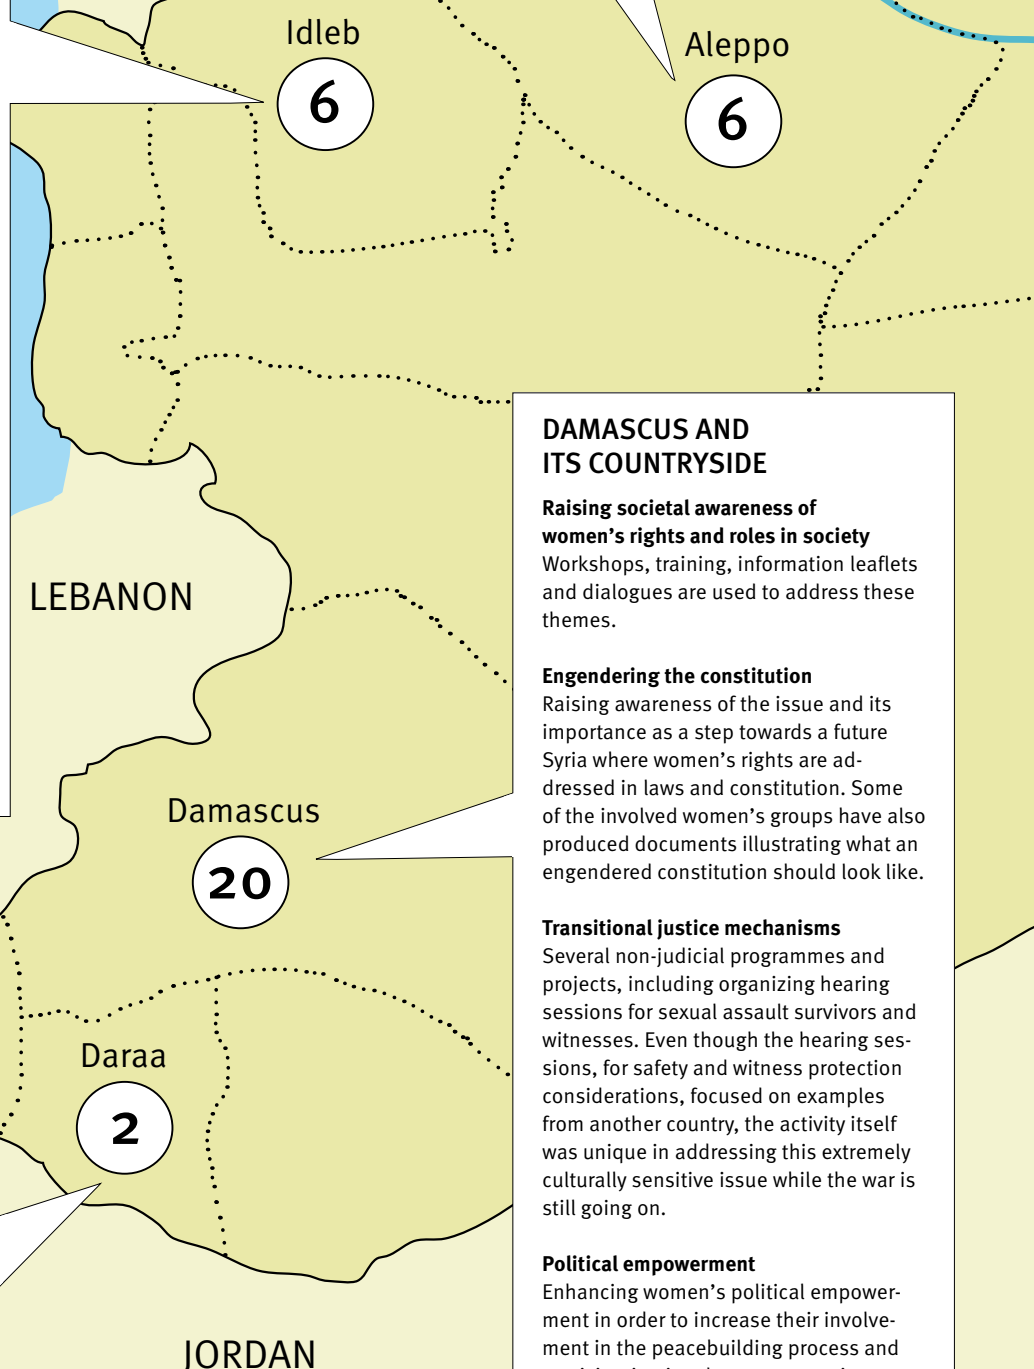 Idleb
6
Aleppo
6
LEBANON
Damascus
20
Daraa
2
JORDAN
DAMASCUS AND
ITS COUNTRYSIDE
Raising societal awareness of
women’s rights and roles in society
Workshops, training, information leaflets
and dialogues are used to address these
themes.
Engendering the constitution
Raising awareness of the issue and its
importance as a step towards a future
Syria where women’s rights are ad-
dressed in laws and constitution. Some
of the involved women’s groups have also
produced documents illustrating what an
engendered constitution should look like.
Transitional justice mechanisms
Several non-judicial programmes and
projects, including organizing hearing
sessions for sexual assault survivors and
witnesses. Even though the hearing ses-
sions, for safety and witness protection
considerations, focused on examples
from another country, the activity itself
was unique in addressing this extremely
culturally sensitive issue while the war is
still going on.
Political empowerment
Enhancing women’s political empower-
ment in order to increase their involve-
ment in the peacebuilding process and